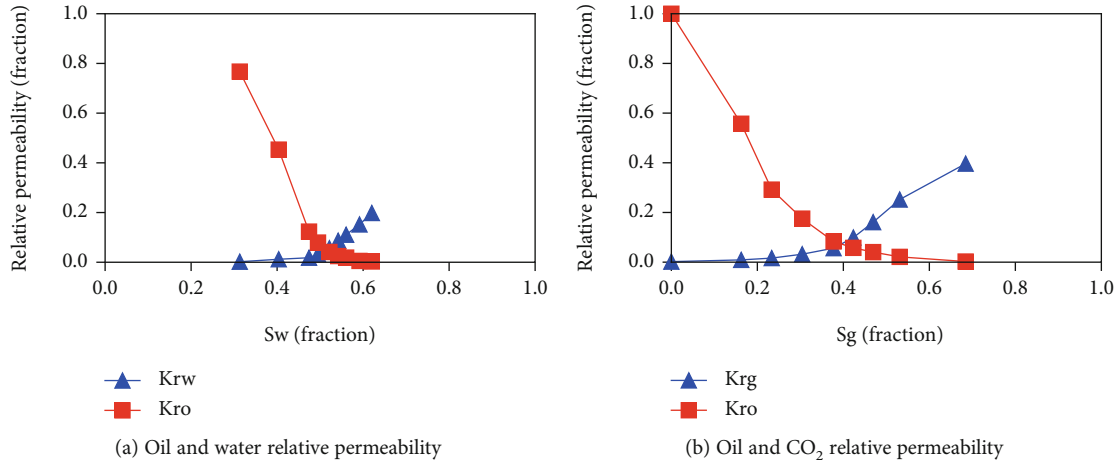 Relative permeability (fraction)
1.0
0.8
0.6
0.4
0.2
0.0
0.0 0.2 0.4 0.6 0.8 1.0
Sw (fraction)
Krw
Kro
(a) Oil and water relative permeability
Relative permeability (fraction)
1.0
0.8
0.6
0.4
0.2
0.0
0.0 0.2 0.4 0.6 0.8 1.0
Sg (fraction)
Krg
Kro
(b) Oil and CO₂ relative permeability